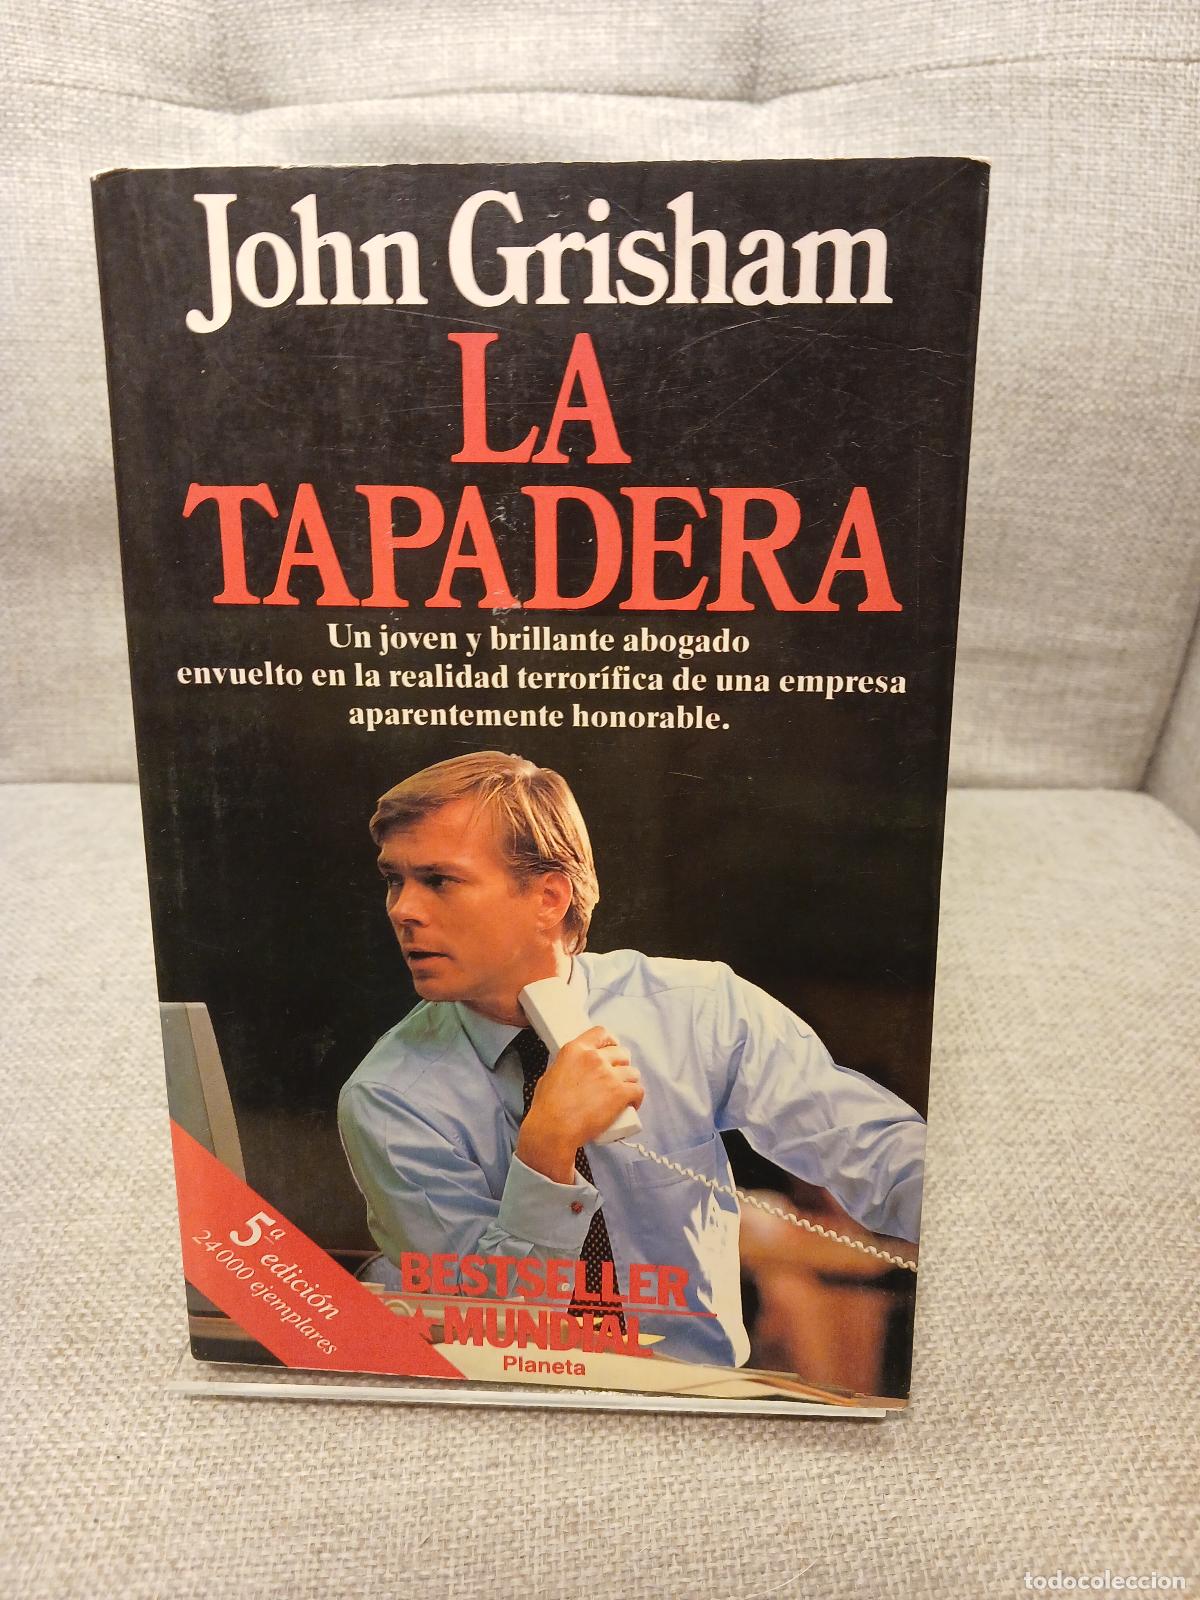 John Grisham
LA
TAPADERA
Un joven y brillante abogado
envuelto en la realidad terrorífica de una empresa
aparentemente honorable.
5ª edición
24 000 ejemplares
BESTSELLER
MUNDIAL
Planeta
todocoleccion